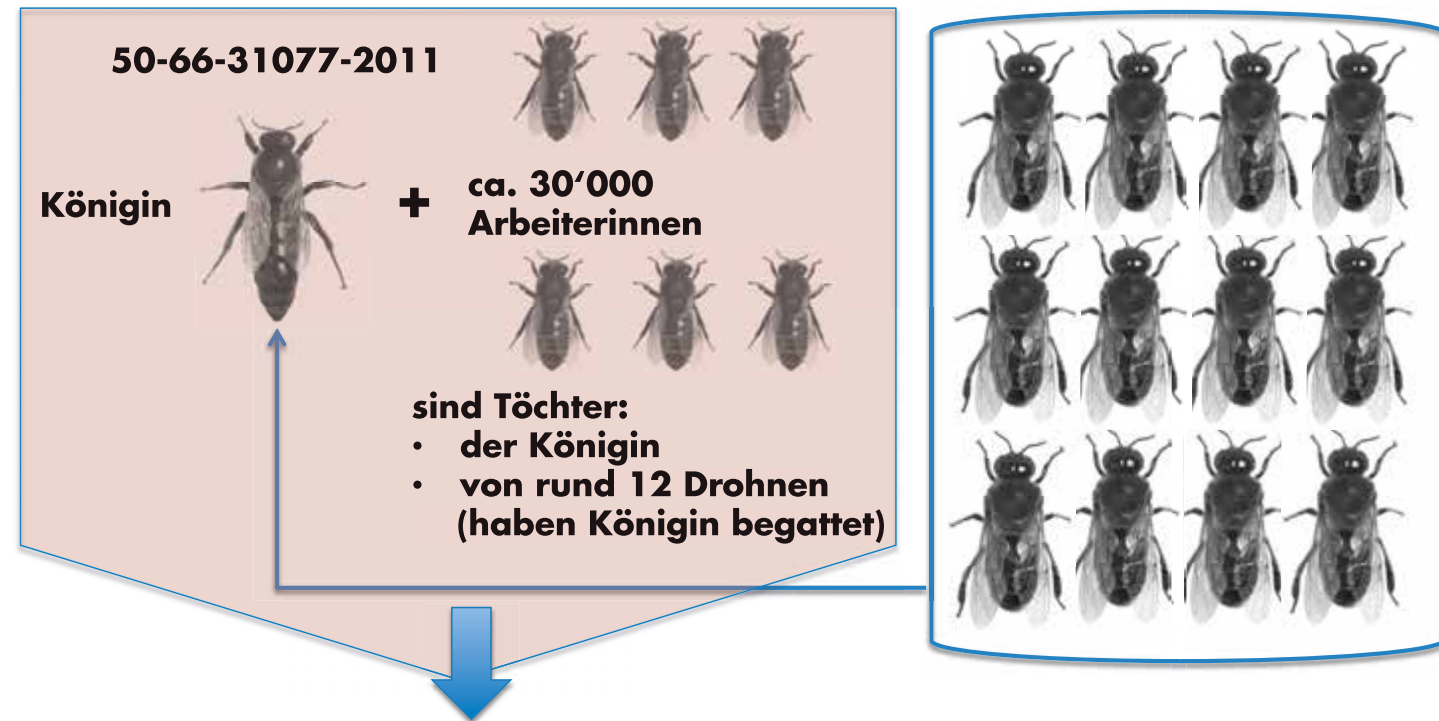 50-66-31077-2011
Königin
+
ca. 30‘000
Arbeiterinnen
sind Töchter:
• der Königin
• von rund 12 Drohnen
(haben Königin begattet)